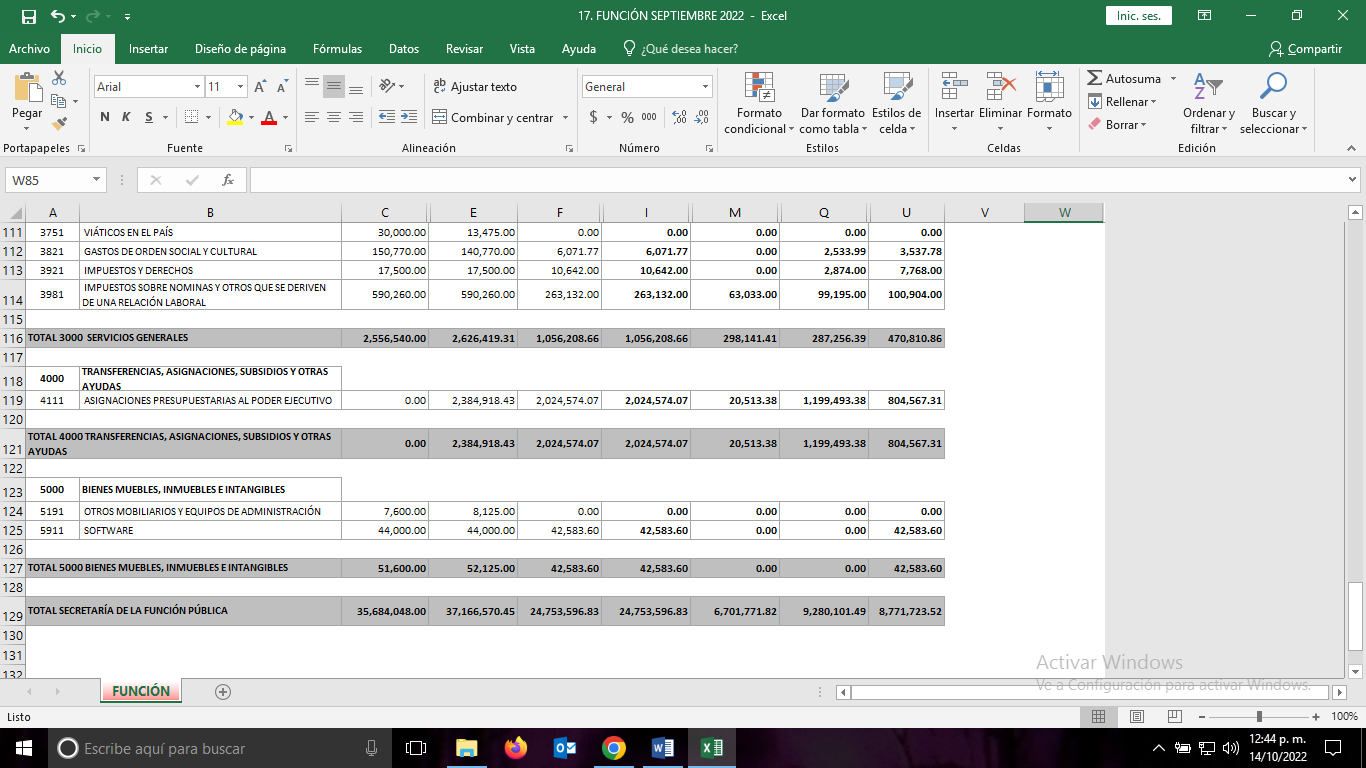 17. FUNCIÓN SEPTIEMBRE 2022 - Excel
Inic. ses.
Archivo Inicio Insertar Diseño de página Fórmulas Datos Revisar Vista Ayuda ¿Qué desea hacer? Compartir
Pegar
Arial 11
N K S
Ajustar texto
Combinar y centrar
General
$ % 000
Formato condicional
Dar formato como tabla
Estilos de celda
Insertar Eliminar Formato
Autosuma
Rellenar
Borrar
Ordenar y filtrar
Buscar y seleccionar
Portapapeles Fuente Alineación Número Estilos Celdas Edición
W85 fx
A B C E F I M Q U V W
111 3751 VIÁTICOS EN EL PAÍS 30,000.00 13,475.00 0.00 0.00 0.00 0.00 0.00
112 3821 GASTOS DE ORDEN SOCIAL Y CULTURAL 150,770.00 140,770.00 6,071.77 6,071.77 0.00 2,533.99 3,537.78
113 3921 IMPUESTOS Y DERECHOS 17,500.00 17,500.00 10,642.00 10,642.00 0.00 2,874.00 7,768.00
114 3981 IMPUESTOS SOBRE NOMINAS Y OTROS QUE SE DERIVEN
DE UNA RELACIÓN LABORAL 590,260.00 590,260.00 263,132.00 263,132.00 63,033.00 99,195.00 100,904.00
115
116 TOTAL 3000 SERVICIOS GENERALES 2,556,540.00 2,626,419.31 1,056,208.66 1,056,208.66 298,141.41 287,256.39 470,810.86
117
118 4000 TRANSFERENCIAS, ASIGNACIONES, SUBSIDIOS Y OTRAS
AYUDAS
119 4111 ASIGNACIONES PRESUPUESTARIAS AL PODER EJECUTIVO 0.00 2,384,918.43 2,024,574.07 2,024,574.07 20,513.38 1,199,493.38 804,567.31
120
121 TOTAL 4000 TRANSFERENCIAS, ASIGNACIONES, SUBSIDIOS Y OTRAS
AYUDAS 0.00 2,384,918.43 2,024,574.07 2,024,574.07 20,513.38 1,199,493.38 804,567.31
122
123 5000 BIENES MUEBLES, INMUEBLES E INTANGIBLES
124 5191 OTROS MOBILIARIOS Y EQUIPOS DE ADMINISTRACIÓN 7,600.00 8,125.00 0.00 0.00 0.00 0.00 0.00
125 5911 SOFTWARE 44,000.00 44,000.00 42,583.60 42,583.60 0.00 0.00 42,583.60
126
127 TOTAL 5000 BIENES MUEBLES, INMUEBLES E INTANGIBLES 51,600.00 52,125.00 42,583.60 42,583.60 0.00 0.00 42,583.60
128
129 TOTAL SECRETARÍA DE LA FUNCIÓN PÚBLICA 35,684,048.00 37,166,570.45 24,753,596.83 24,753,596.83 6,701,771.82 9,280,101.49 8,771,723.52
130
131
132
Activar Windows
Ve a Configuración para activar Windows.
FUNCIÓN
Listo 100%
Escribe aquí para buscar
12:44 p. m.
14/10/2022